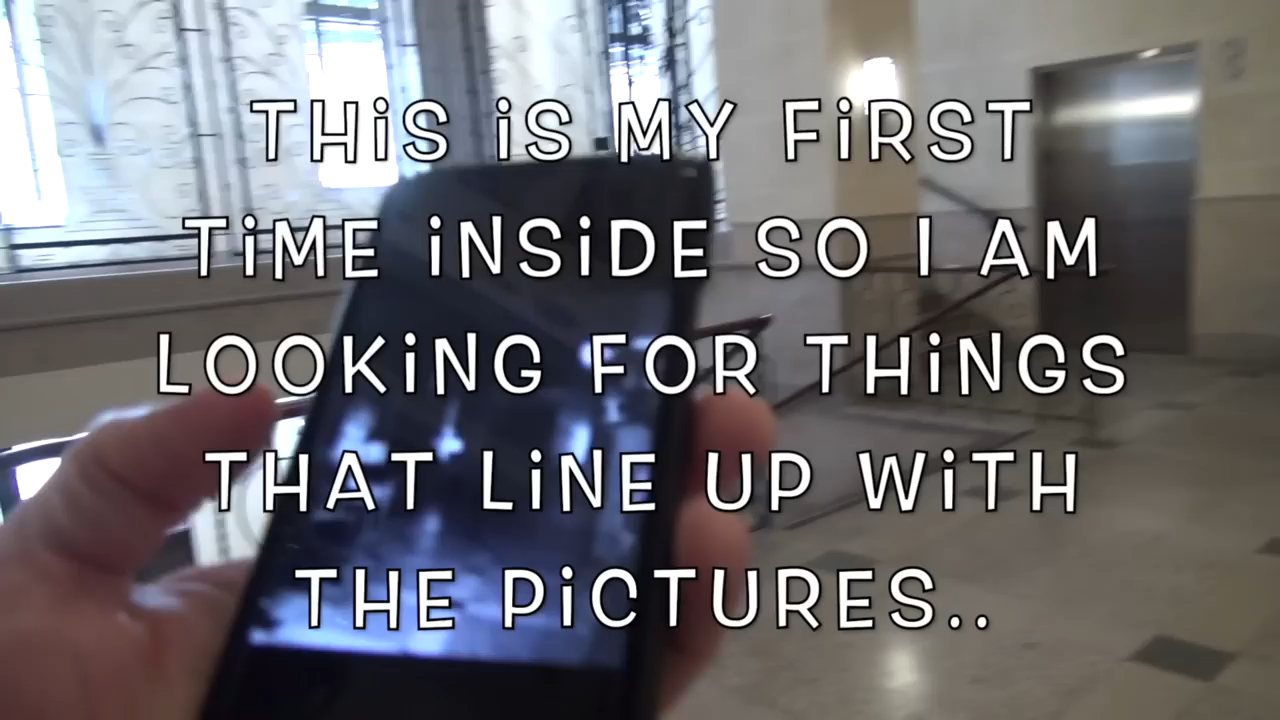 THiS iS MY FiRST
TiME iNSiDE SO I AM
LOOKiNG FOR THiNGS
THAT LiNE UP WiTH
THE PiCTURES..